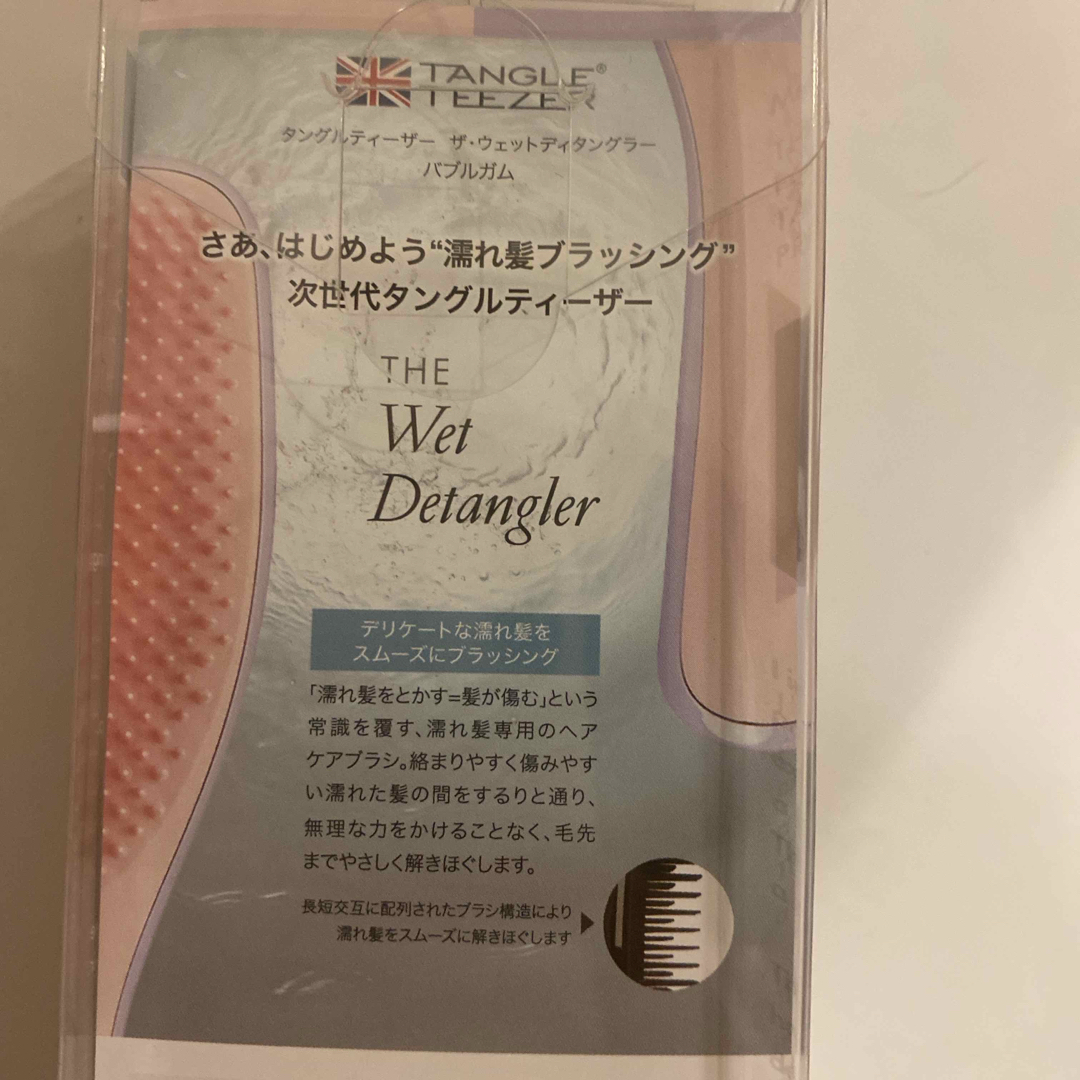 TANGLE®
TEEZER
タングルティーザー ザ・ウェットディタングラー
バブルガム
さあ、はじめよう“濡れ髪ブラッシング”
次世代タングルティーザー
THE
Wet
Detangler
デリケートな濡れ髪を
スムーズにブラッシング
「濡れ髪をとかす=髪が傷む」という
常識を覆す、濡れ髪専用のヘア
ケアブラシ。絡まりやすく傷みやす
い濡れた髪の間をするりと通り、
無理な力をかけることなく、毛先
までやさしく解きほぐします。
長短交互に配列されたブラシ構造により
濡れ髪をスムーズに解きほぐします